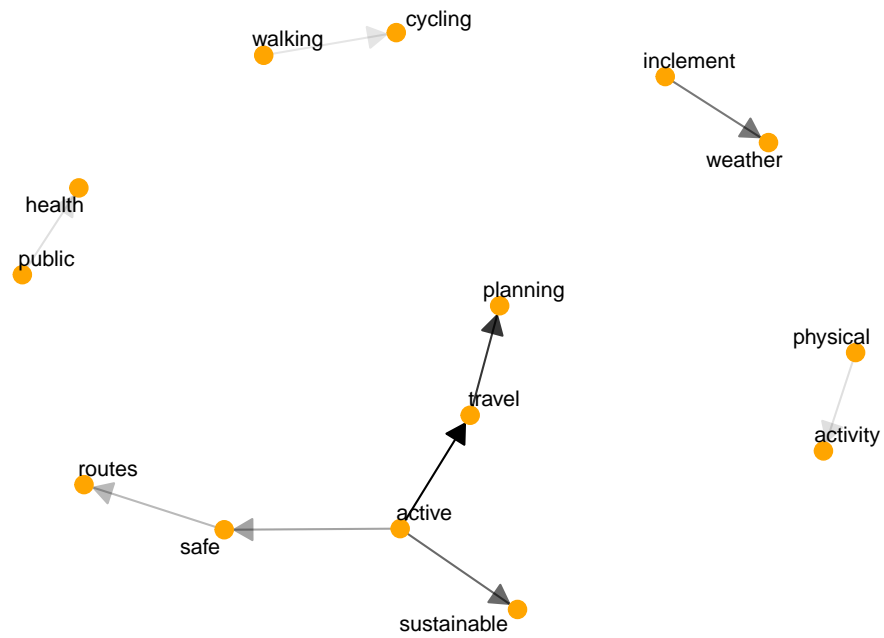 cycling
walking
inclement
weather
health
public
planning
physical
travel
activity
routes
active
safe
sustainable